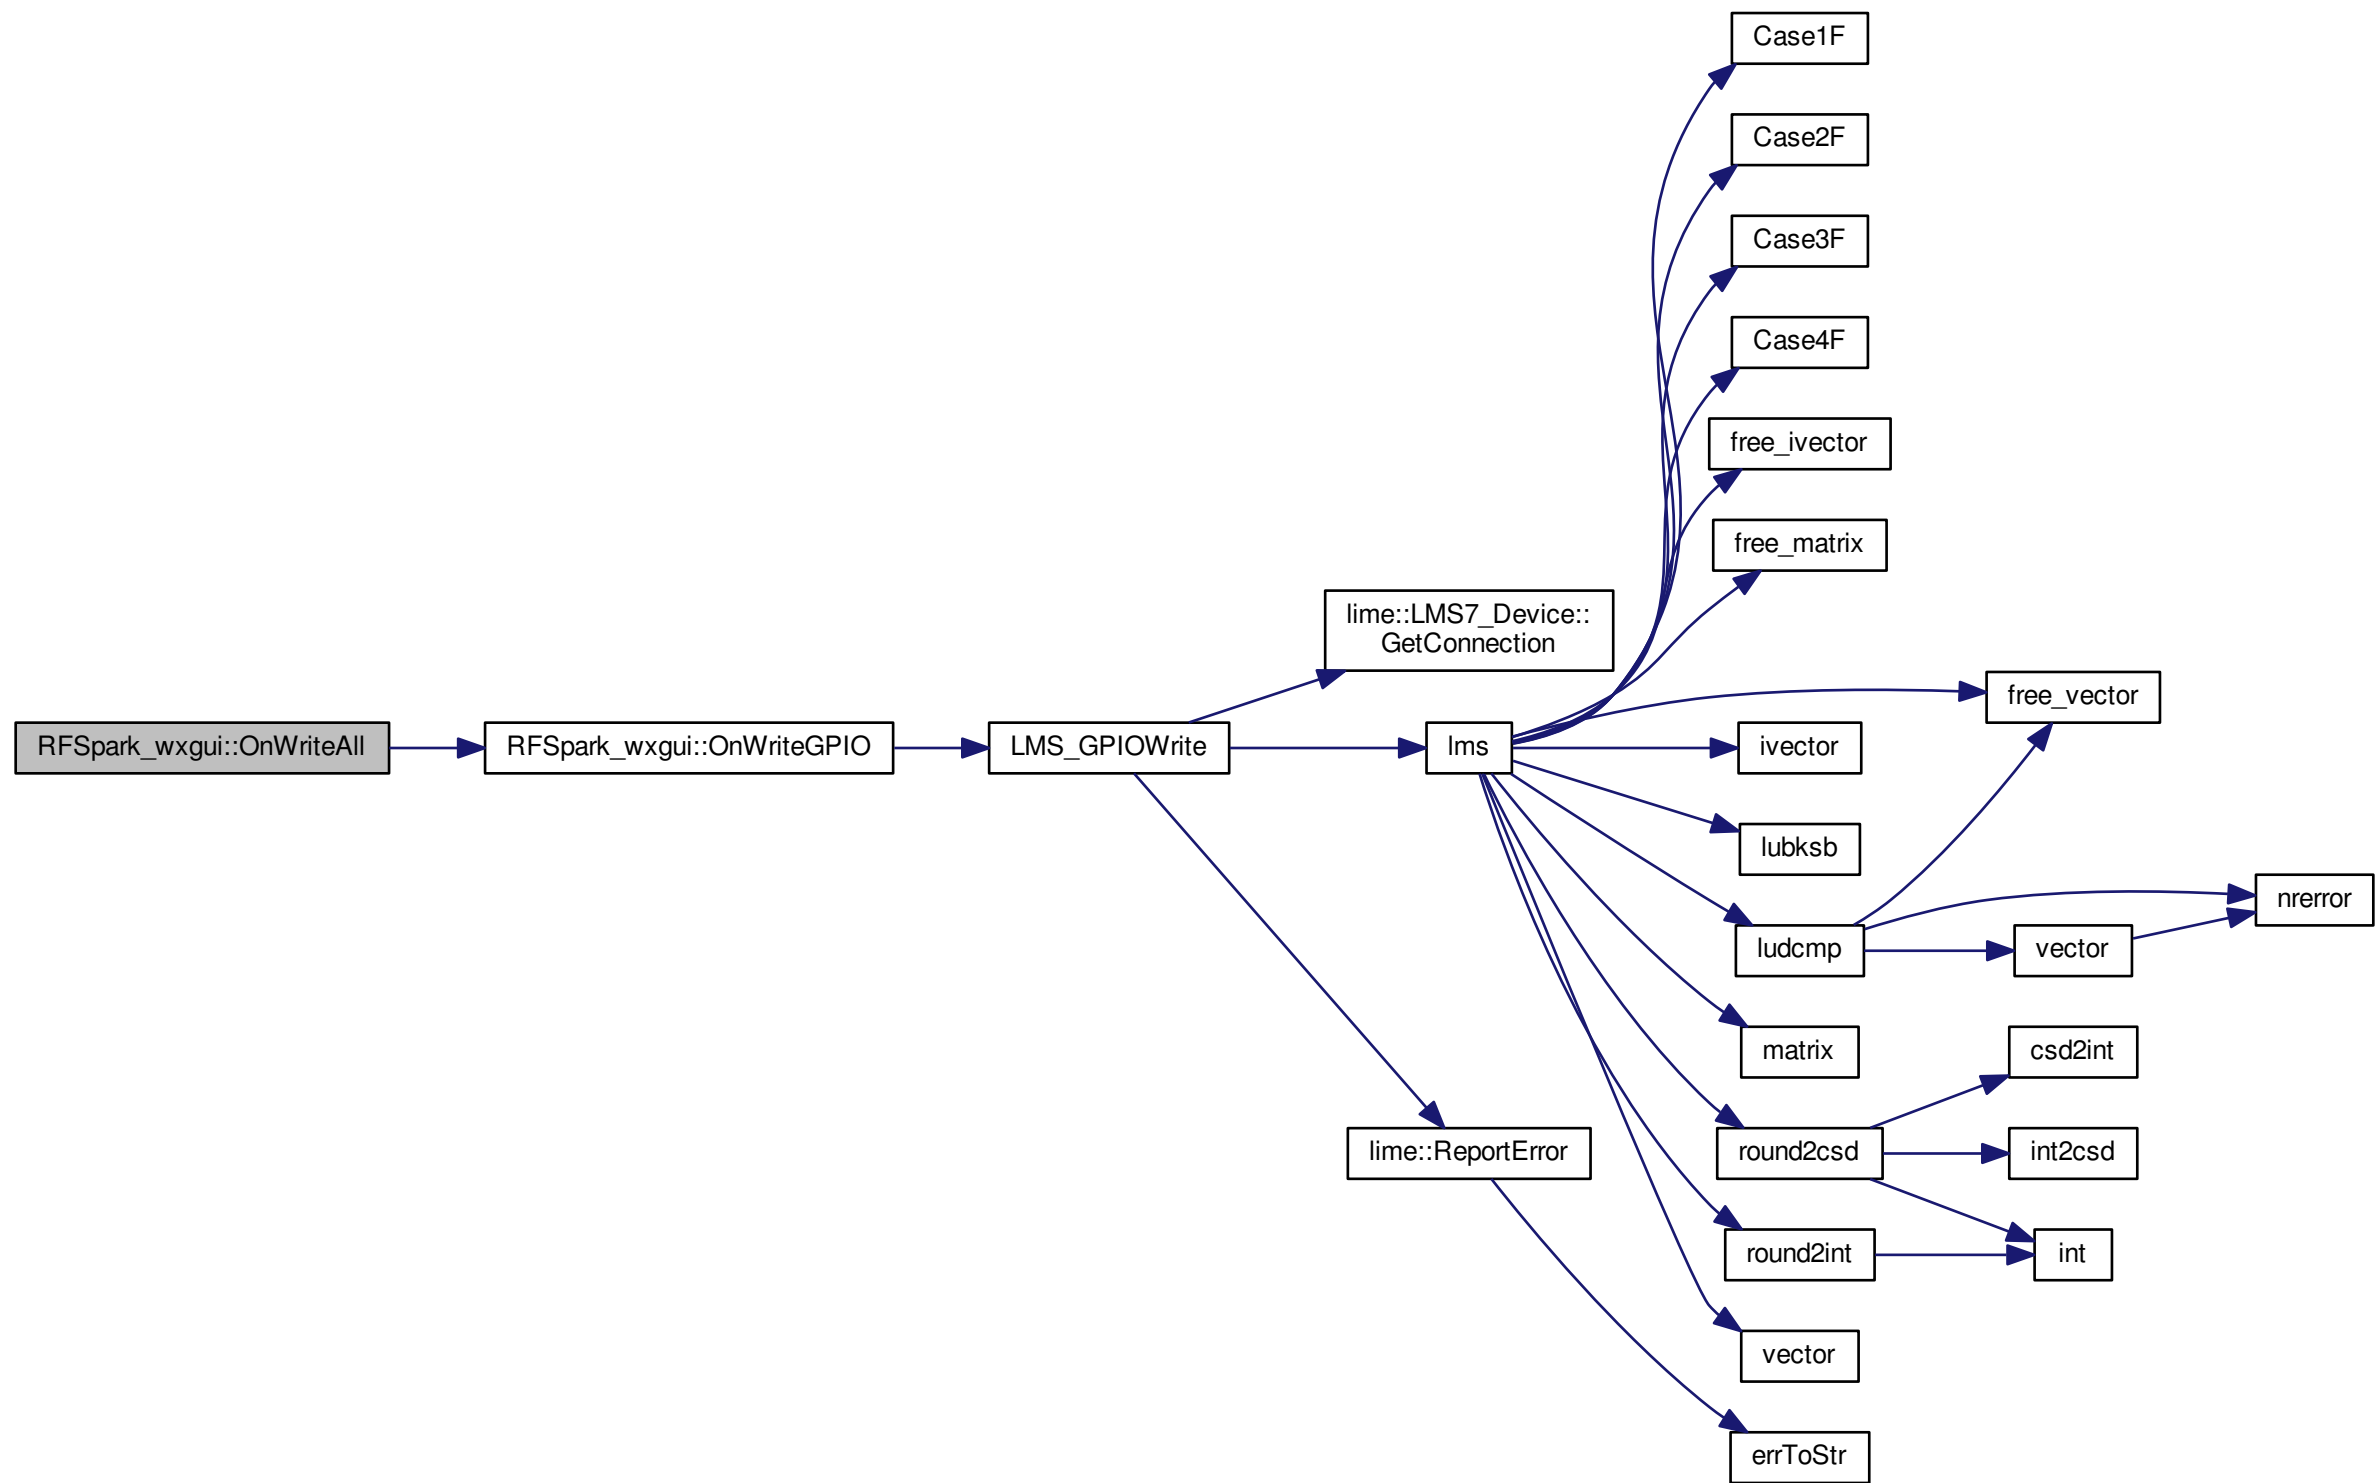 Case1F
Case2F
Case3F
Case4F
free_ivector
free_matrix
lime::LMS7_Device::
GetConnection
free_vector
RFSpark_wxgui::OnWriteAll
RFSpark_wxgui::OnWriteGPIO
LMS_GPIOWrite
lms
ivector
lubksb
nrerror
ludcmp
vector
matrix
csd2int
lime::ReportError
round2csd
int2csd
round2int
int
vector
errToStr